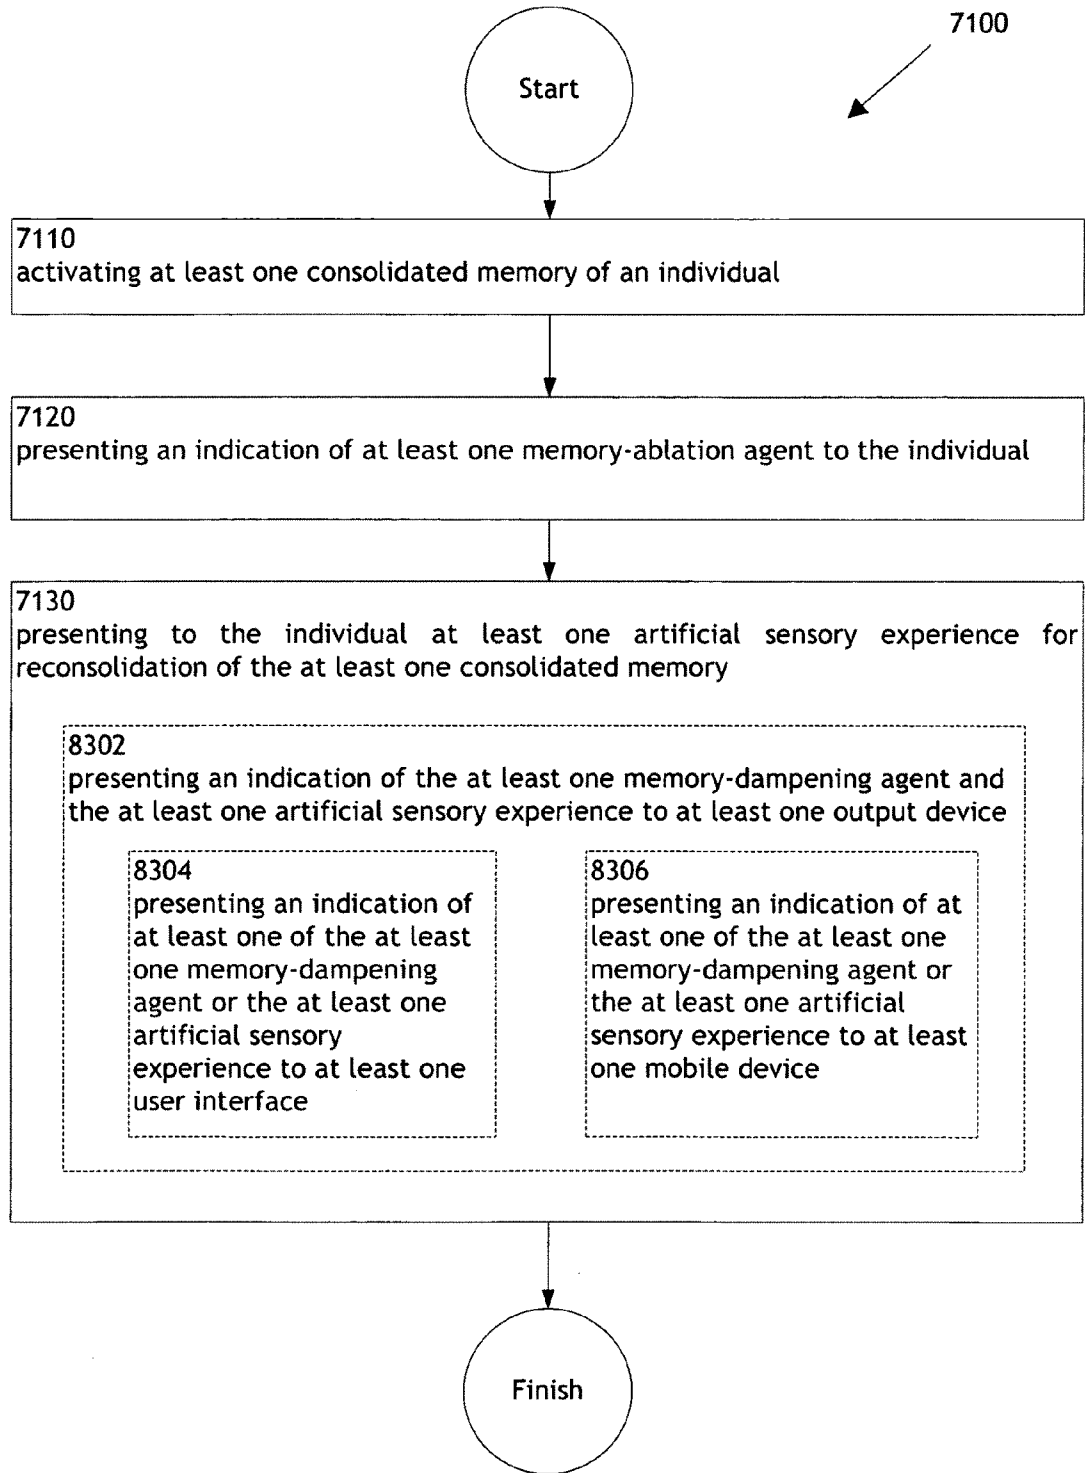 7100
Start
7110
activating at least one consolidated memory of an individual
7120
presenting an indication of at least one memory-ablation agent to the individual
7130
presenting to the individual at least one artificial sensory experience for
reconsolidation of the at least one consolidated memory
8302
presenting an indication of the at least one memory-dampening agent and
the at least one artificial sensory experience to at least one output device
8304
presenting an indication of
at least one of the at least
one memory-dampening
agent or the at least one
artificial sensory
experience to at least one
user interface
8306
presenting an indication of at
least one of the at least one
memory-dampening agent or
the at least one artificial
sensory experience to at least
one mobile device
Finish